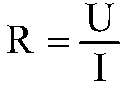 R = U/I